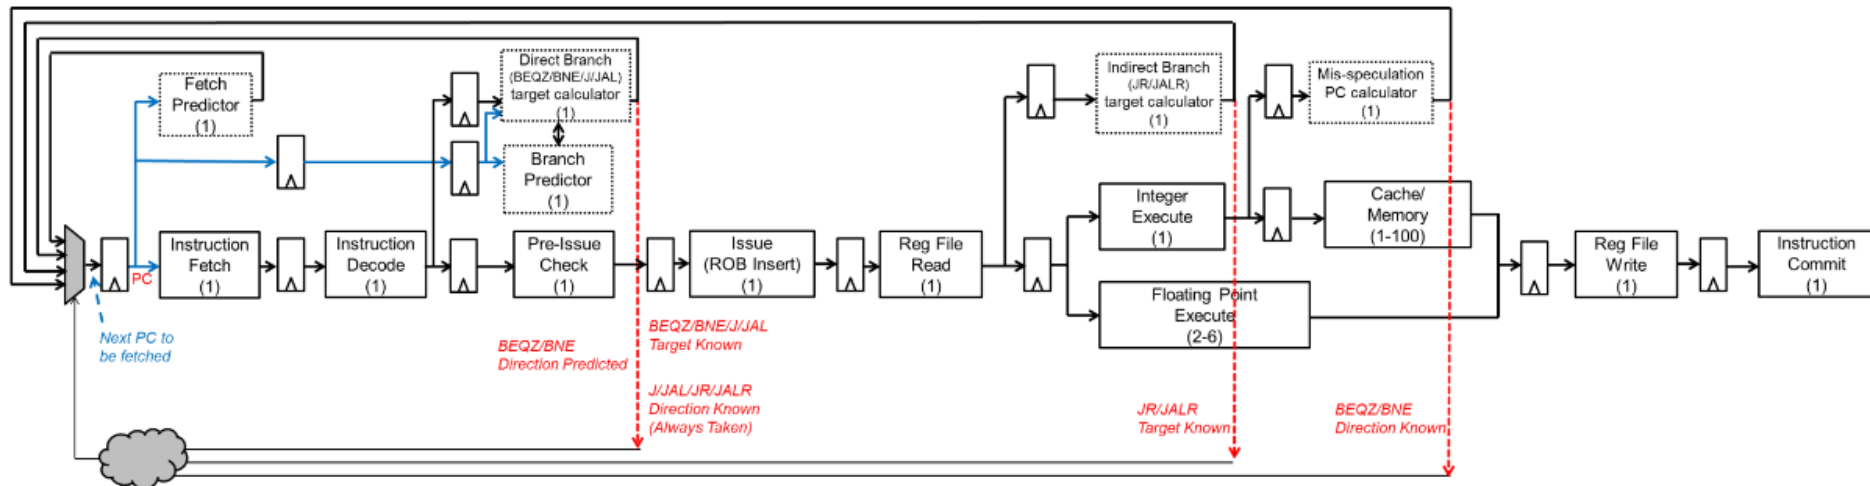 Fetch
Predictor
(1)
Direct Branch
(BEQZ/BNE/J/JAL)
target calculator
(1)
Branch
Predictor
(1)
Indirect Branch
(JR/JALR)
target calculator
(1)
Mis-speculation
PC calculator
(1)
PC
Instruction
Fetch
(1)
Instruction
Decode
(1)
Pre-Issue
Check
(1)
Issue
(ROB Insert)
(1)
Reg File
Read
(1)
Integer
Execute
(1)
Cache/
Memory
(1-100)
Floating Point
Execute
(2-6)
Reg File
Write
(1)
Instruction
Commit
(1)
Next PC to
be fetched
BEQZ/BNE
Direction Predicted
BEQZ/BNE/J/JAL
Target Known
J/JAL/JR/JALR
Direction Known
(Always Taken)
JR/JALR
Target Known
BEQZ/BNE
Direction Known